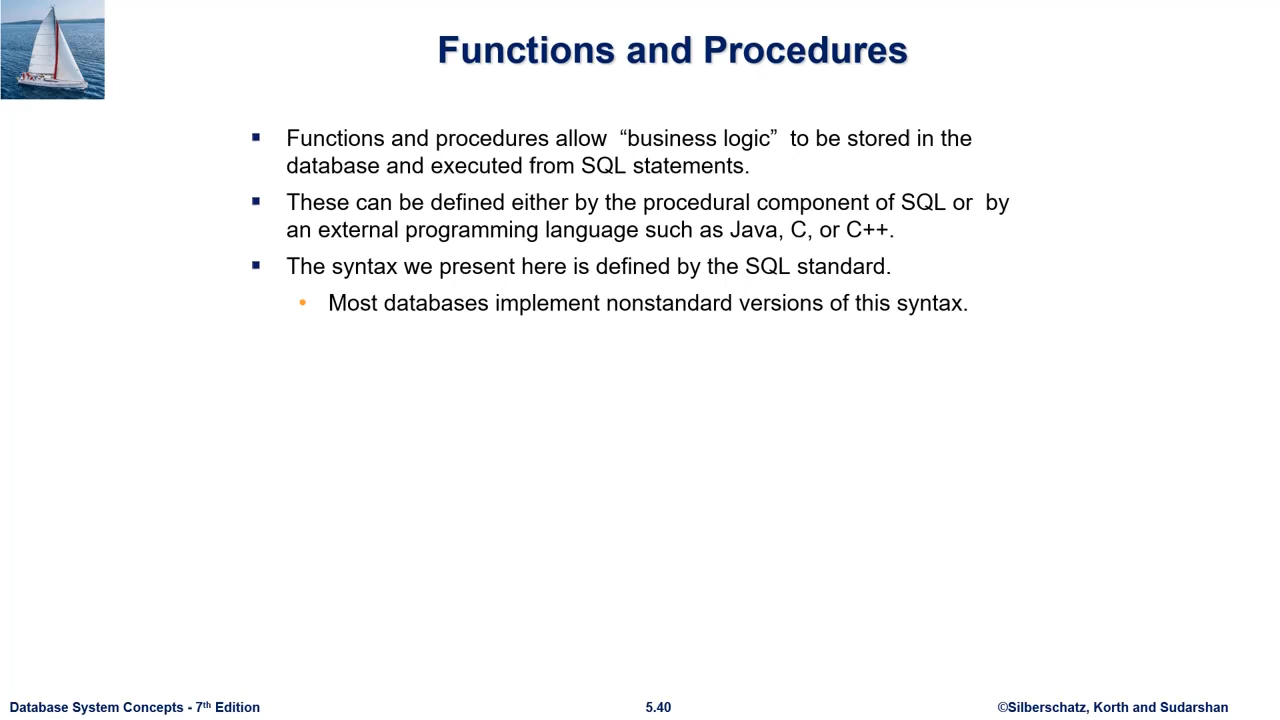 Functions and Procedures
▪ Functions and procedures allow “business logic” to be stored in the
database and executed from SQL statements.
▪ These can be defined either by the procedural component of SQL or by
an external programming language such as Java, C, or C++.
▪ The syntax we present here is defined by the SQL standard.
• Most databases implement nonstandard versions of this syntax.
Database System Concepts - 7th Edition
5.40
©Silberschatz, Korth and Sudarshan